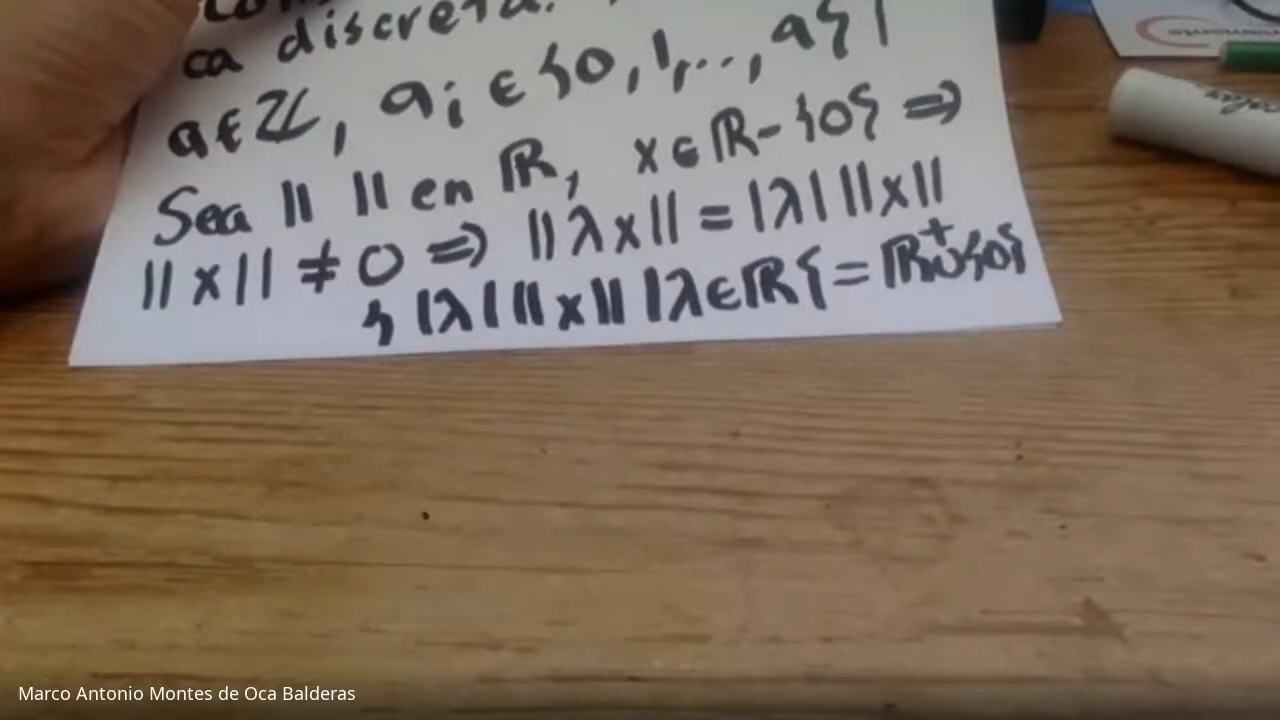 ca discreta.
a ∈ ℤ, aᵢ ∈ {0, 1, ..., a} |
Sea || || en ℝ, x ∈ ℝ - {0} ⇒
||x|| ≠ 0 ⇒ ||λx|| = |λ| ||x||
{|λ| ||x|| | λ∈ℝ} = ℝ⁺∪{0}
Marco Antonio Montes de Oca Balderas